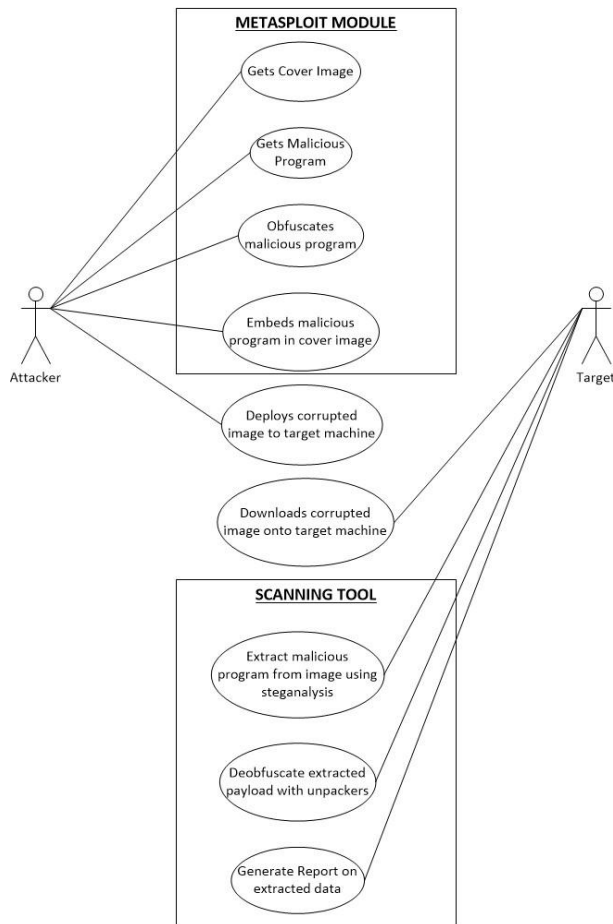 METASPLOIT MODULE
Gets Cover Image
Gets Malicious
Program
Obfuscates
malicious program
Embeds malicious
program in cover image
Attacker
Target
Deploys corrupted
image to target machine
Downloads corrupted
image onto target machine
SCANNING TOOL
Extract malicious
program from image using
steganalysis
Deobfuscate extracted
payload with unpackers
Generate Report on
extracted data